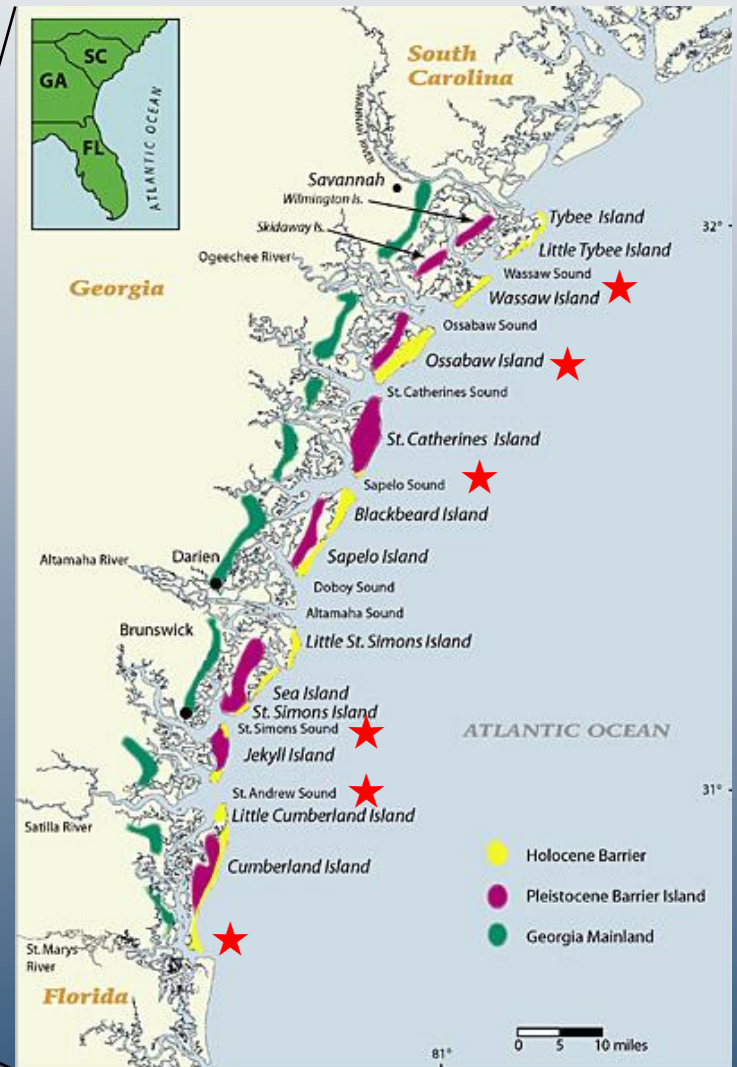 SC
GA
FL
ATLANTIC OCEAN
South
Carolina
SAVANNAH RIVER
Savannah
Wilmington Is.
Skidaway Is.
Tybee Island
32°
Little Tybee Island
Ogeechee River
Wassaw Sound
Georgia
Wassaw Island
Ossabaw Sound
Ossabaw Island
St. Catherines Sound
St. Catherines Island
Sapelo Sound
Blackbeard Island
Darien
Altamaha River
Sapelo Island
Doboy Sound
Altamaha Sound
Brunswick
Little St. Simons Island
Sea Island
St. Simons Island
St. Simons Sound
ATLANTIC OCEAN
Jekyll Island
St. Andrew Sound
31°
Little Cumberland Island
Satilla River
Holocene Barrier
Cumberland Island
Pleistocene Barrier Island
Georgia Mainland
St. Marys
River
Florida
0 5 10 miles
81°